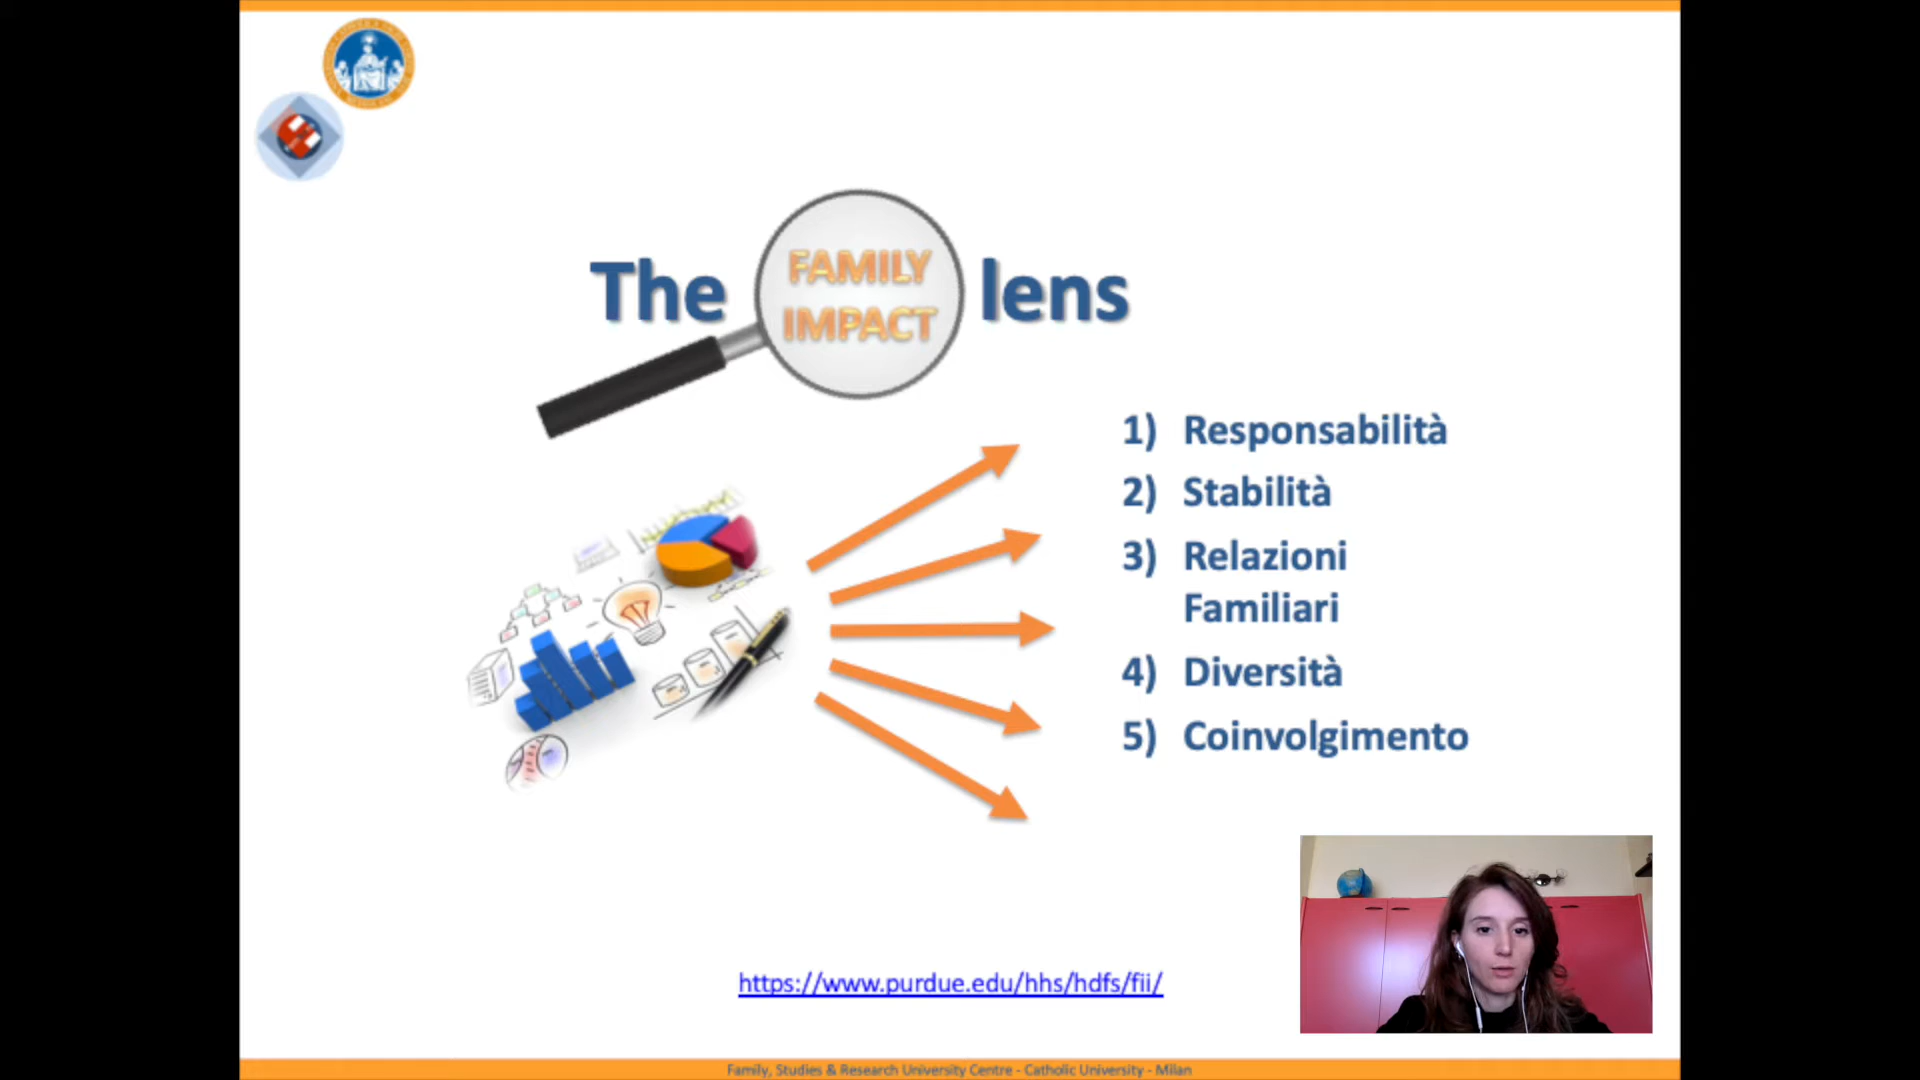 The FAMILY IMPACT lens
1) Responsabilità
2) Stabilità
3) Relazioni
Familiari
4) Diversità
5) Coinvolgimento
https://www.purdue.edu/hhs/hdfs/fii/
Family, Studies & Research University Centre - Catholic University - Milan